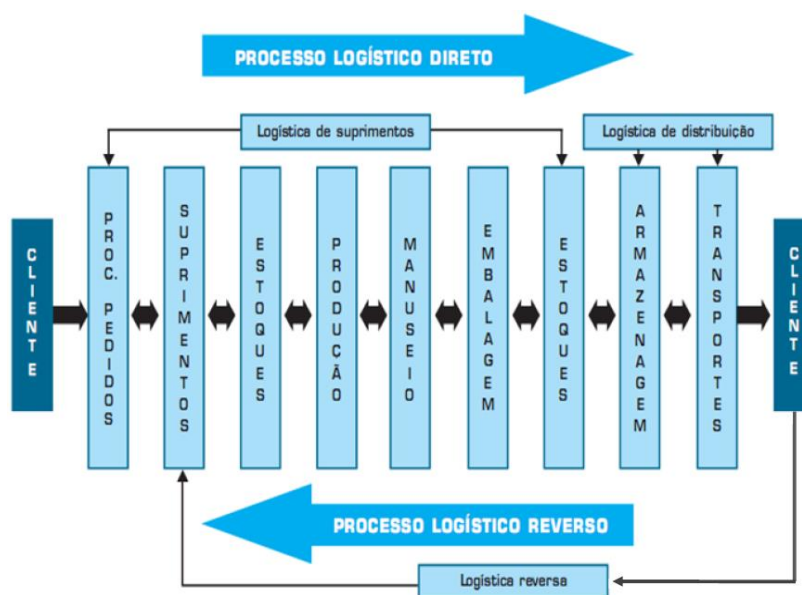 PROCESSO LOGÍSTICO DIRETO
Logística de suprimentos
Logística de distribuição
CLIENTE
PROC. PEDIDOS
SUPRIMENTOS
ESTOQUES
PRODUÇÃO
MANUSEIO
EMBALAGEM
ESTOQUES
ARMAZENAGEM
TRANSPORTES
CLIENTE
PROCESSO LOGÍSTICO REVERSO
Logística reversa